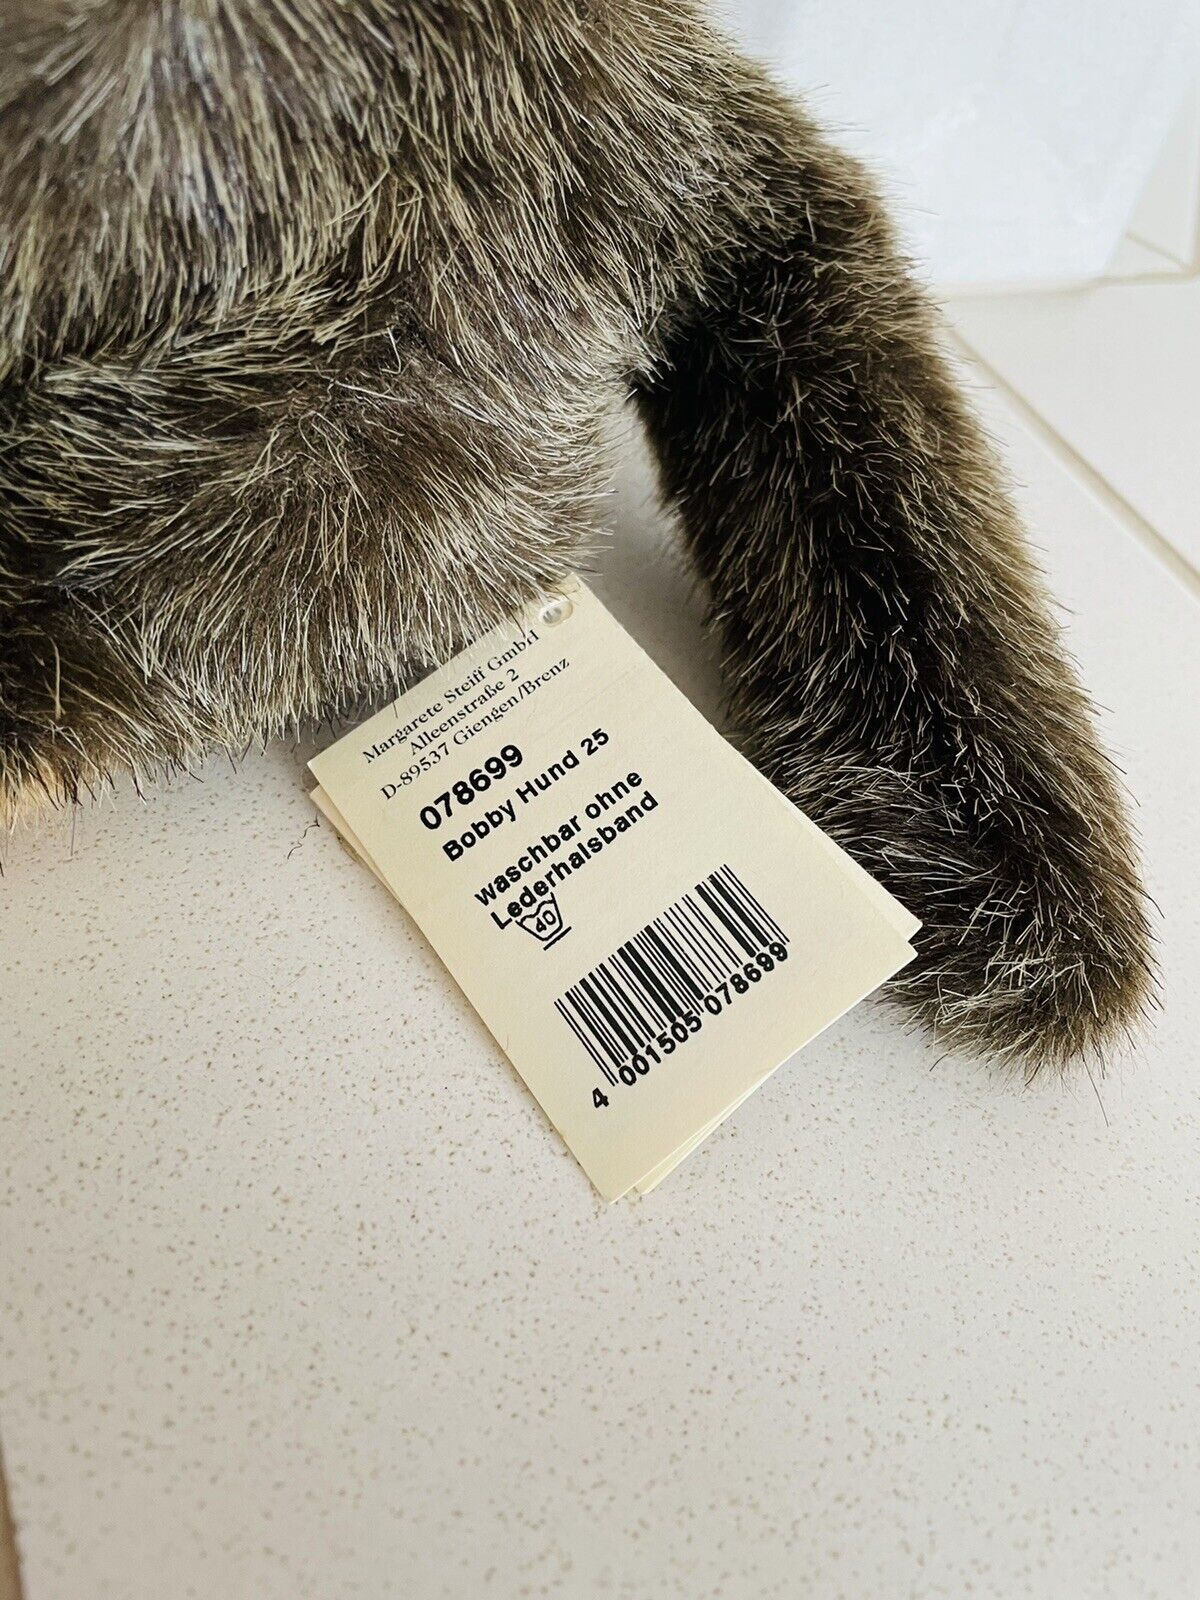 Margarete Steiff GmbH
Alleenstraße 2
D-89537 Giengen/Brenz
078699
Bobby Hund 25
waschbar ohne
Lederhalsband
40
4 001505 078699